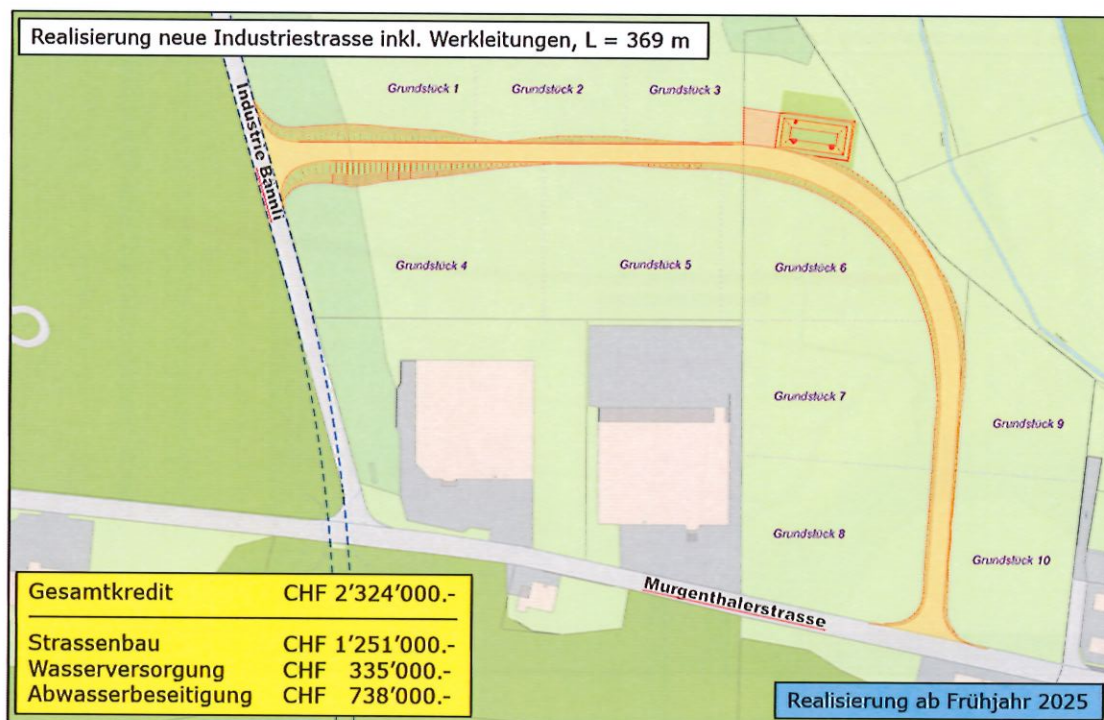 Realisierung neue Industriestrasse inkl. Werkleitungen, L = 369 m
Grundstück 1
Grundstück 2
Grundstück 3
Industrie Bännli
Grundstück 4
Grundstück 5
Grundstück 6
Grundstück 7
Grundstück 9
Grundstück 8
Grundstück 10
Murgenthalerstrasse
Gesamtkredit CHF 2'324'000.-
Strassenbau CHF 1'251'000.-
Wasserversorgung CHF 335'000.-
Abwasserbeseitigung CHF 738'000.-
Realisierung ab Frühjahr 2025